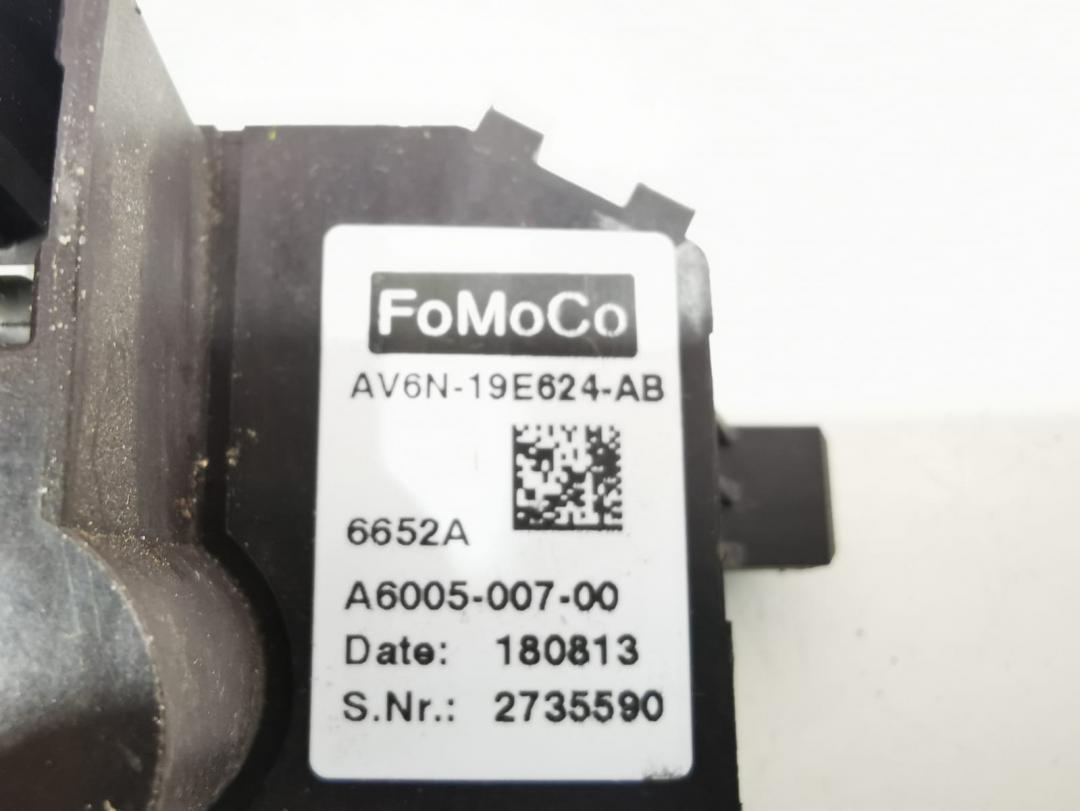 FoMoCo
AV6N-19E624-AB
6652A
A6005-007-00
Date: 180813
S.Nr.: 2735590